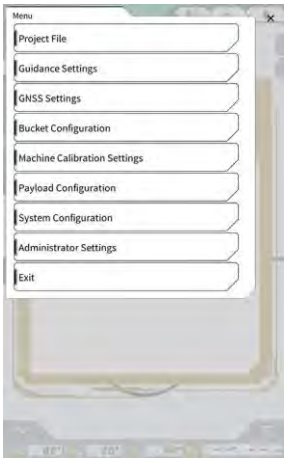 Menu
Project File
Guidance Settings
GNSS Settings
Bucket Configuration
Machine Calibration Settings
Payload Configuration
System Configuration
Administrator Settings
Exit